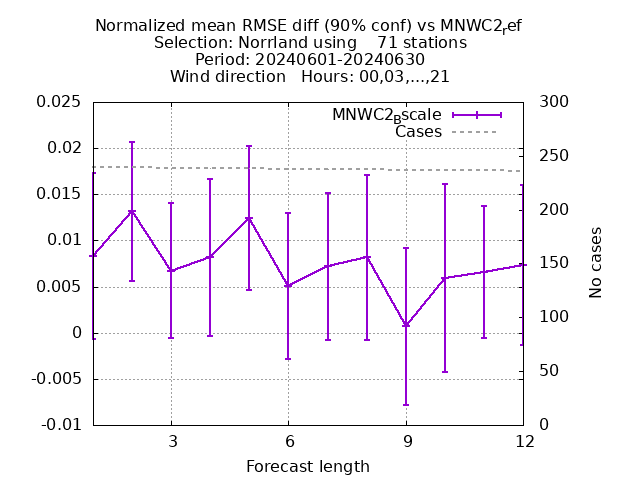 Normalized mean RMSE diff (90% conf) vs MNWC2ref
Selection: Norrland using    71 stations
Period: 20240601-20240630
Wind direction   Hours: 00,03,...,21
MNWC2Bscale
Cases
0.025
0.02
0.015
0.01
0.005
0
-0.005
-0.01
300
250
200
150
100
50
0
No cases
3
6
9
12
Forecast length